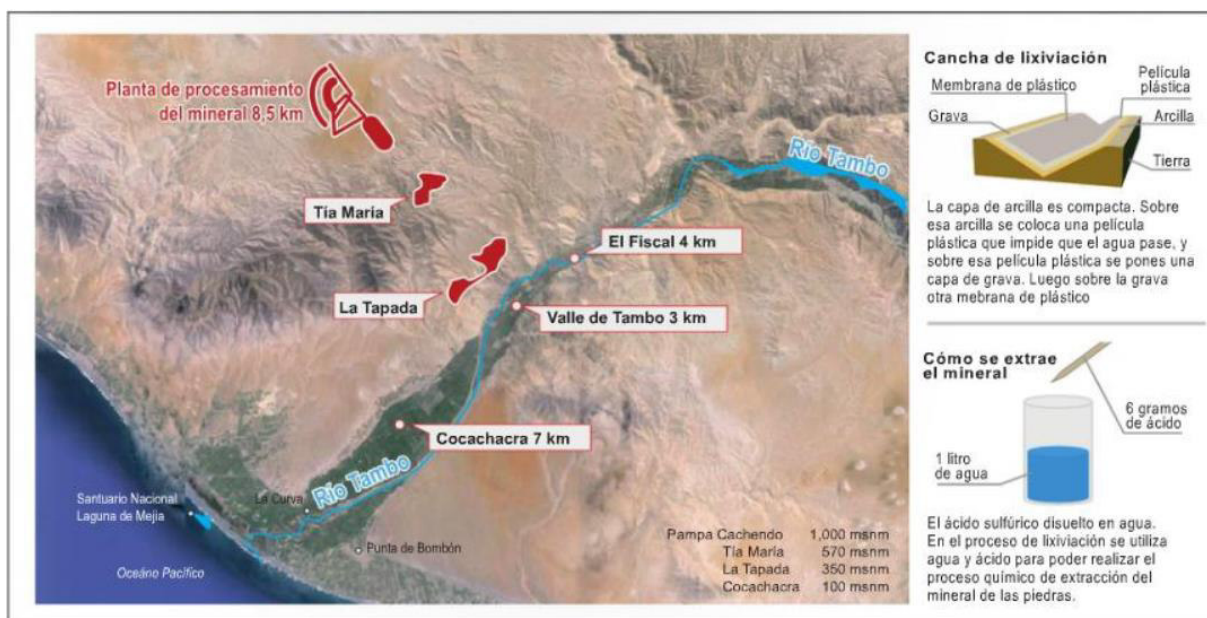 Planta de procesamiento
del mineral 8,5 km
Tía María
La Tapada
Río Tambo
El Fiscal 4 km
Valle de Tambo 3 km
Cocachacra 7 km
Río Tambo
La Curva
Santuario Nacional
Laguna de Mejia
Punta de Bombón
Oceáno Pacífico
Pampa Cachendo 1,000 msnm
Tía María 570 msnm
La Tapada 350 msnm
Cocachacra 100 msnm
Cancha de lixiviación
Membrana de plástico
Película
plástica
Grava
Arcilla
Tierra
La capa de arcilla es compacta. Sobre
esa arcilla se coloca una película
plástica que impide que el agua pase, y
sobre esa película plástica se pones una
capa de grava. Luego sobre la grava
otra mebrana de plástico
Cómo se extrae
el mineral
6 gramos
de ácido
1 litro
de agua
El ácido sulfúrico disuelto en agua.
En el proceso de lixiviación se utiliza
agua y ácido para poder realizar el
proceso químico de extracción del
mineral de las piedras.